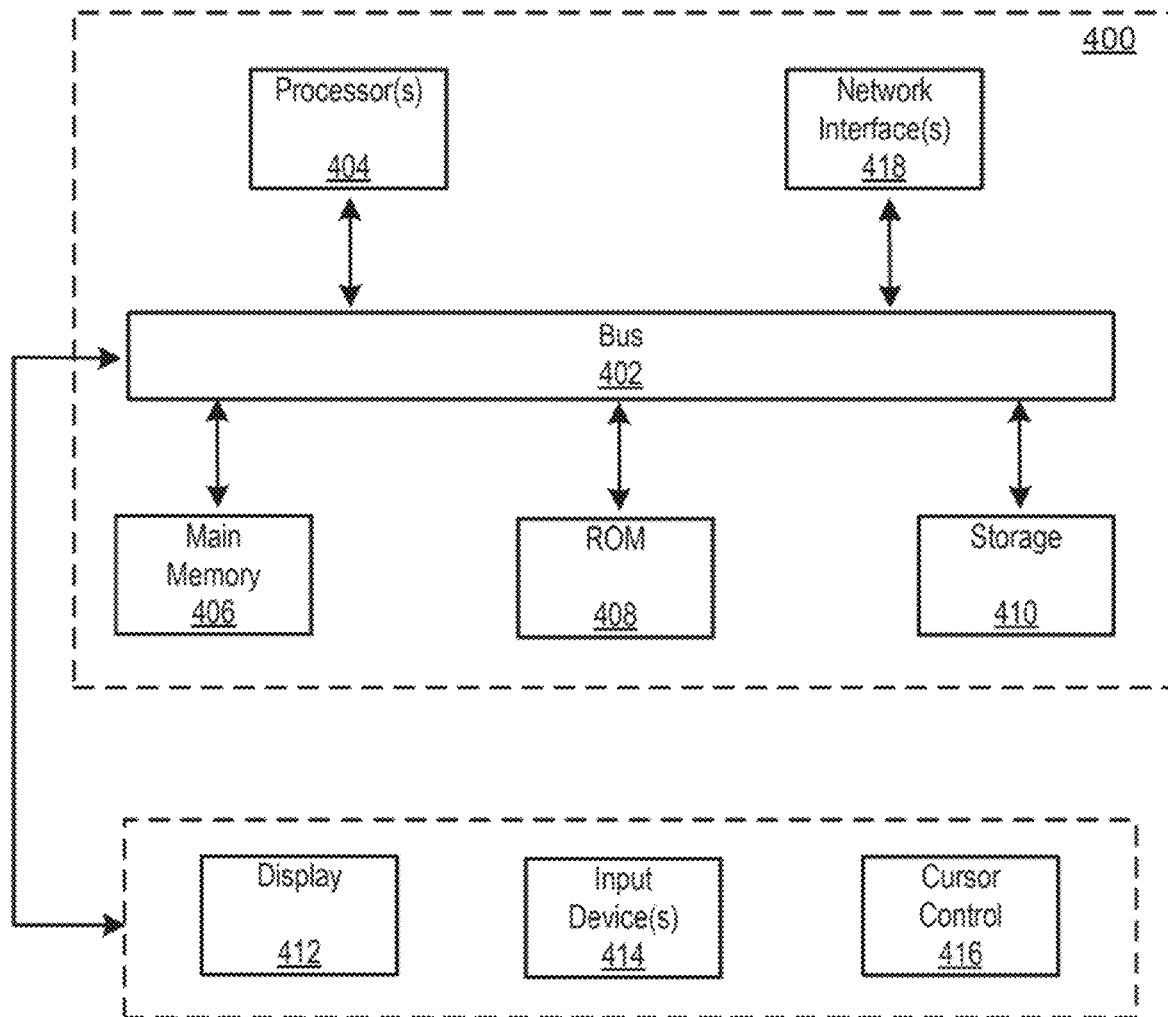 400
Processor(s)
404
Network
Interface(s)
418
Bus
402
Main
Memory
406
ROM
408
Storage
410
Display
412
Input
Device(s)
414
Cursor
Control
416